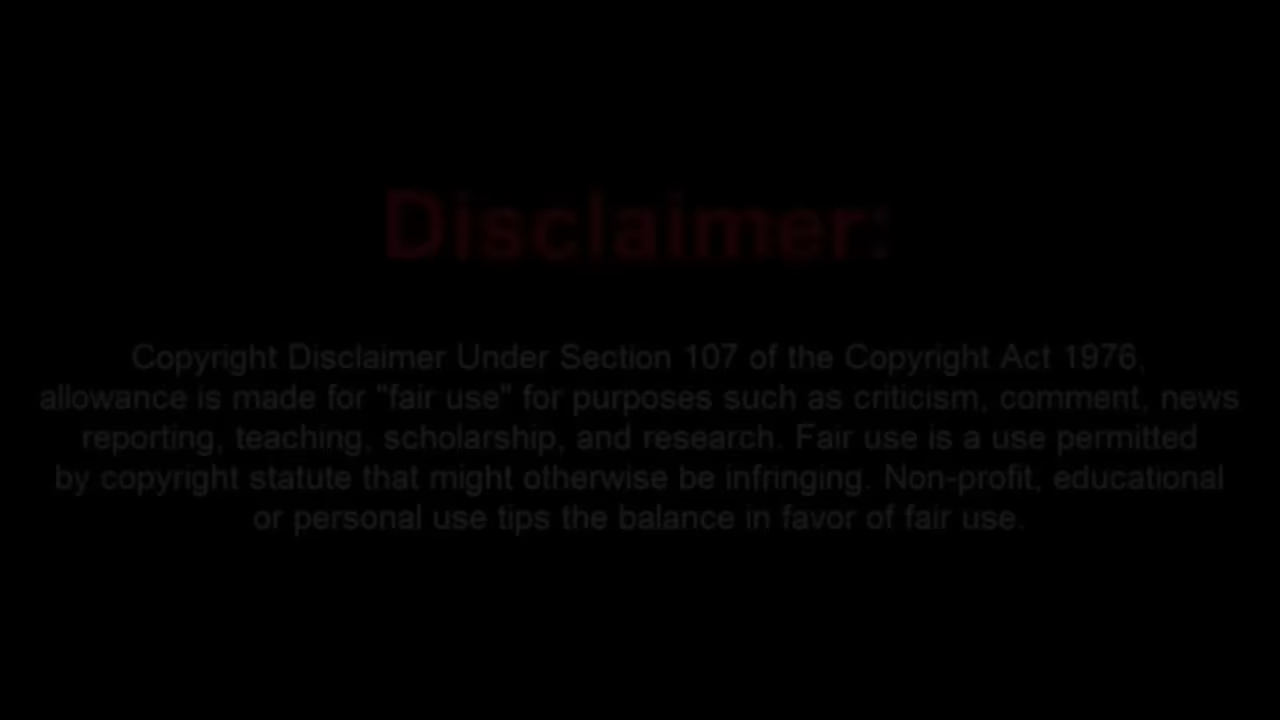 Disclaimer:
Copyright Disclaimer Under Section 107 of the Copyright Act 1976,
allowance is made for "fair use" for purposes such as criticism, comment, news
reporting, teaching, scholarship, and research. Fair use is a use permitted
by copyright statute that might otherwise be infringing. Non-profit, educational
or personal use tips the balance in favor of fair use.